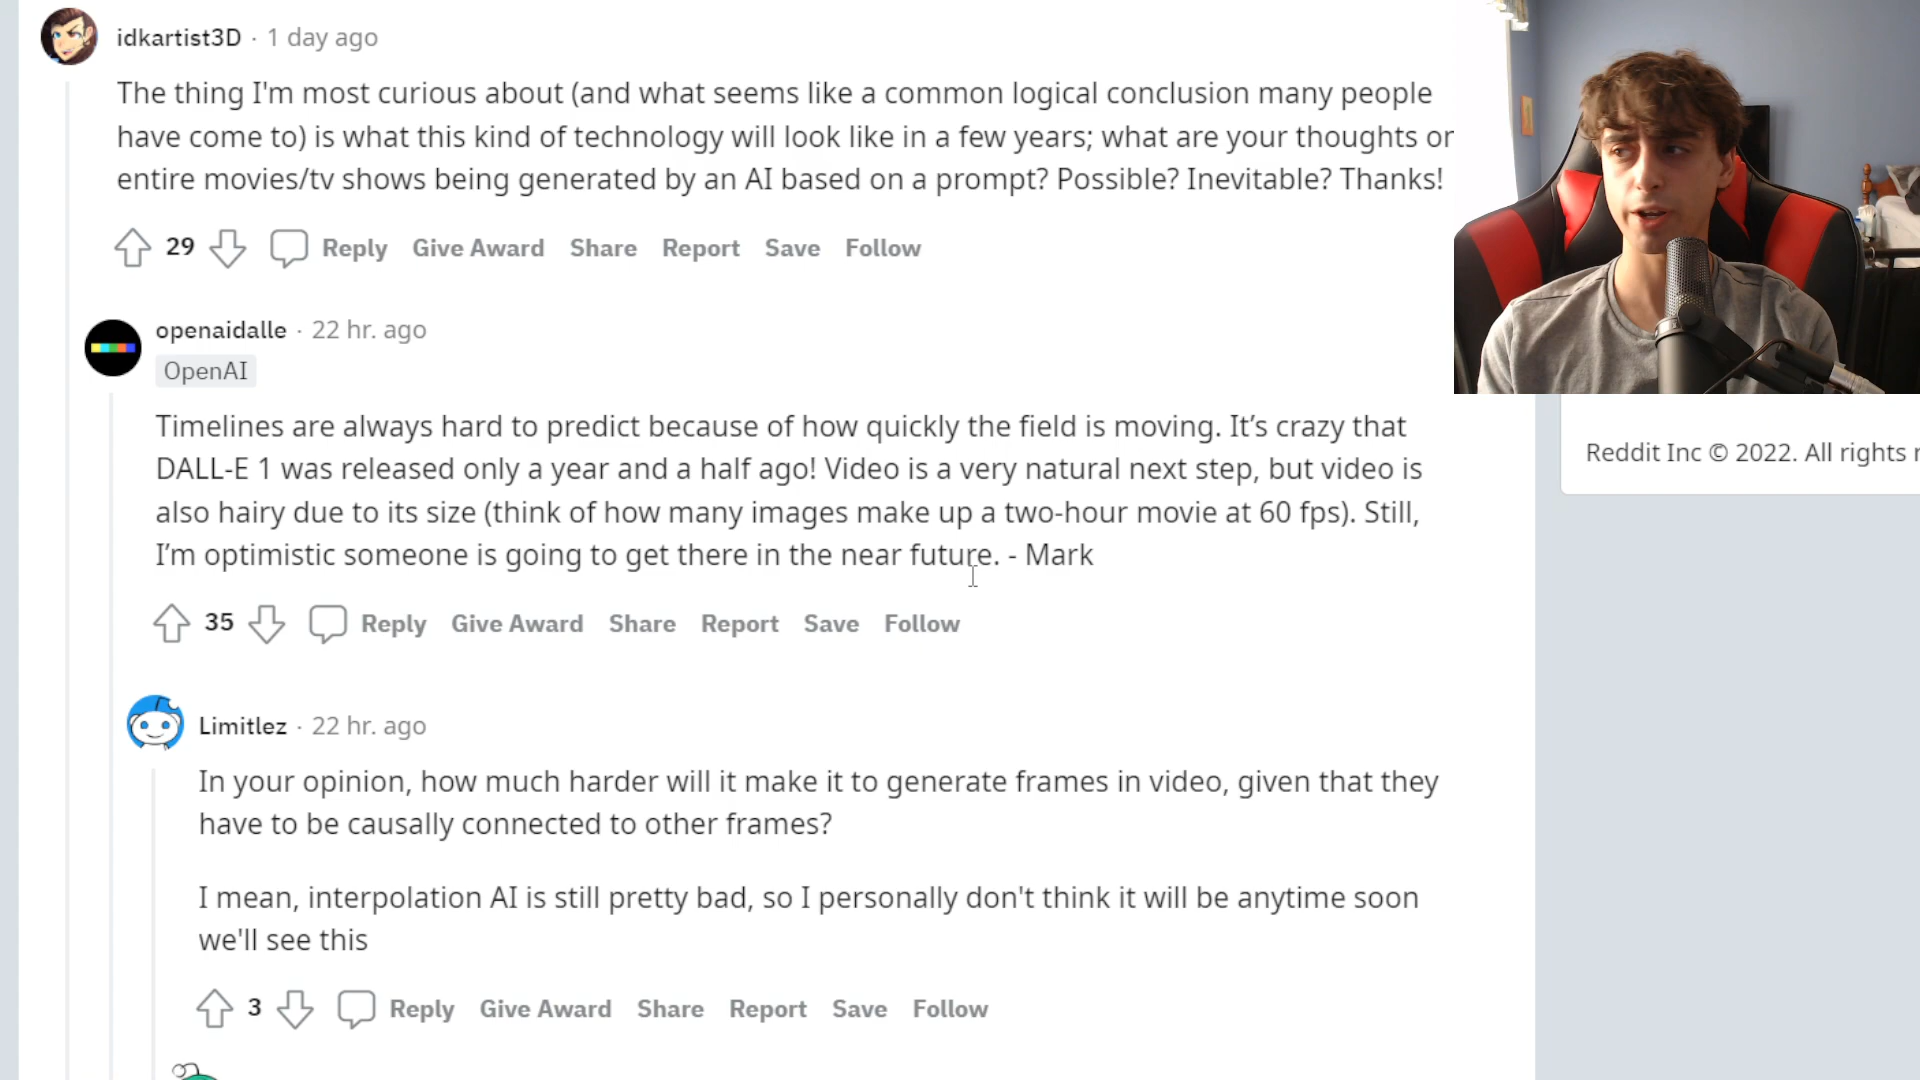 idkartist3D · 1 day ago
The thing I'm most curious about (and what seems like a common logical conclusion many people
have come to) is what this kind of technology will look like in a few years; what are your thoughts or
entire movies/tv shows being generated by an AI based on a prompt? Possible? Inevitable? Thanks!
29 Reply Give Award Share Report Save Follow
openaidalle · 22 hr. ago
OpenAI
Timelines are always hard to predict because of how quickly the field is moving. It’s crazy that
DALL-E 1 was released only a year and a half ago! Video is a very natural next step, but video is
also hairy due to its size (think of how many images make up a two-hour movie at 60 fps). Still,
I’m optimistic someone is going to get there in the near future. - Mark
35 Reply Give Award Share Report Save Follow
Limitlez · 22 hr. ago
In your opinion, how much harder will it make it to generate frames in video, given that they
have to be causally connected to other frames?
I mean, interpolation AI is still pretty bad, so I personally don't think it will be anytime soon
we'll see this
3 Reply Give Award Share Report Save Follow
Reddit Inc © 2022. All rights